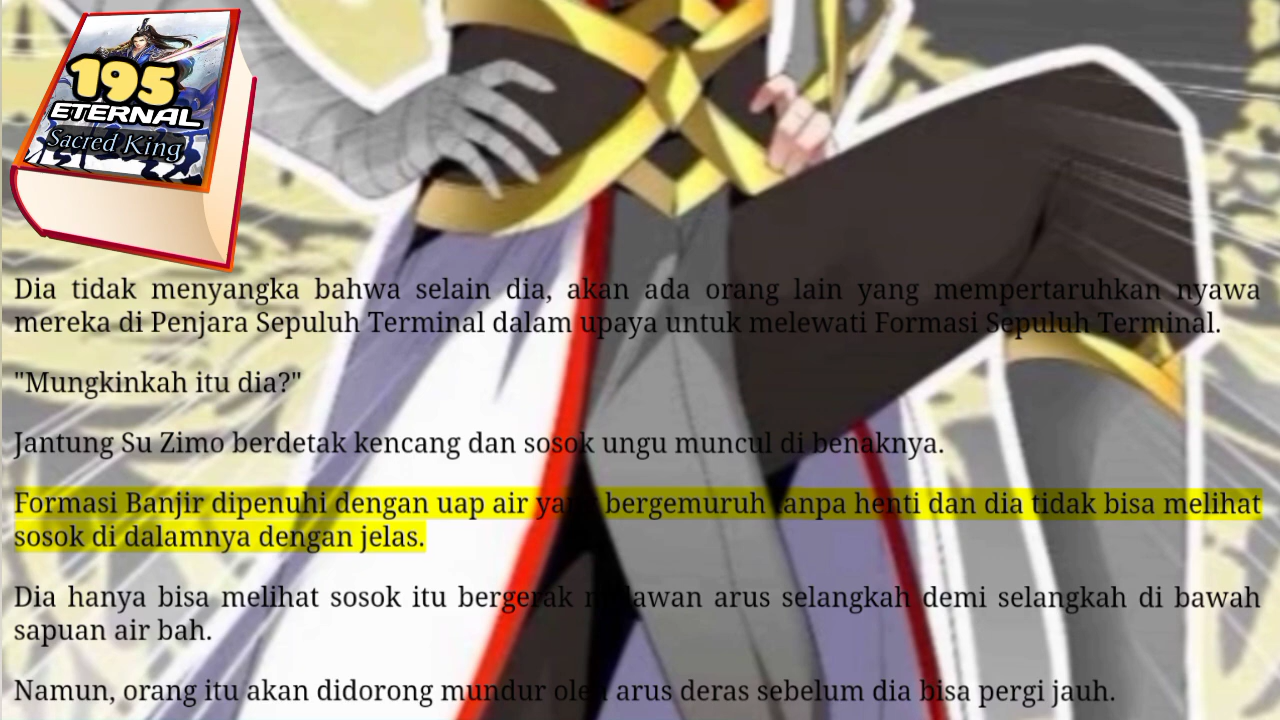 195
ETERNAL
Sacred King
Dia tidak menyangka bahwa selain dia, akan ada orang lain yang mempertaruhkan nyawa
mereka di Penjara Sepuluh Terminal dalam upaya untuk melewati Formasi Sepuluh Terminal.
"Mungkinkah itu dia?"
Jantung Su Zimo berdetak kencang dan sosok ungu muncul di benaknya.
Formasi Banjir dipenuhi dengan uap air yang bergemuruh tanpa henti dan dia tidak bisa melihat
sosok di dalamnya dengan jelas.
Dia hanya bisa melihat sosok itu bergerak melawan arus selangkah demi selangkah di bawah
sapuan air bah.
Namun, orang itu akan didorong mundur oleh arus deras sebelum dia bisa pergi jauh.